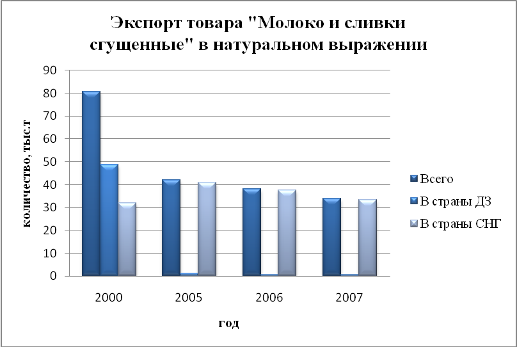 Экспорт товара "Молоко и сливки
сгущенные" в натуральном выражении
количество, тыс.т
90
80
70
60
50
40
30
20
10
0
2000 2005 2006 2007
год
Всего
В страны ДЗ
В страны СНГ